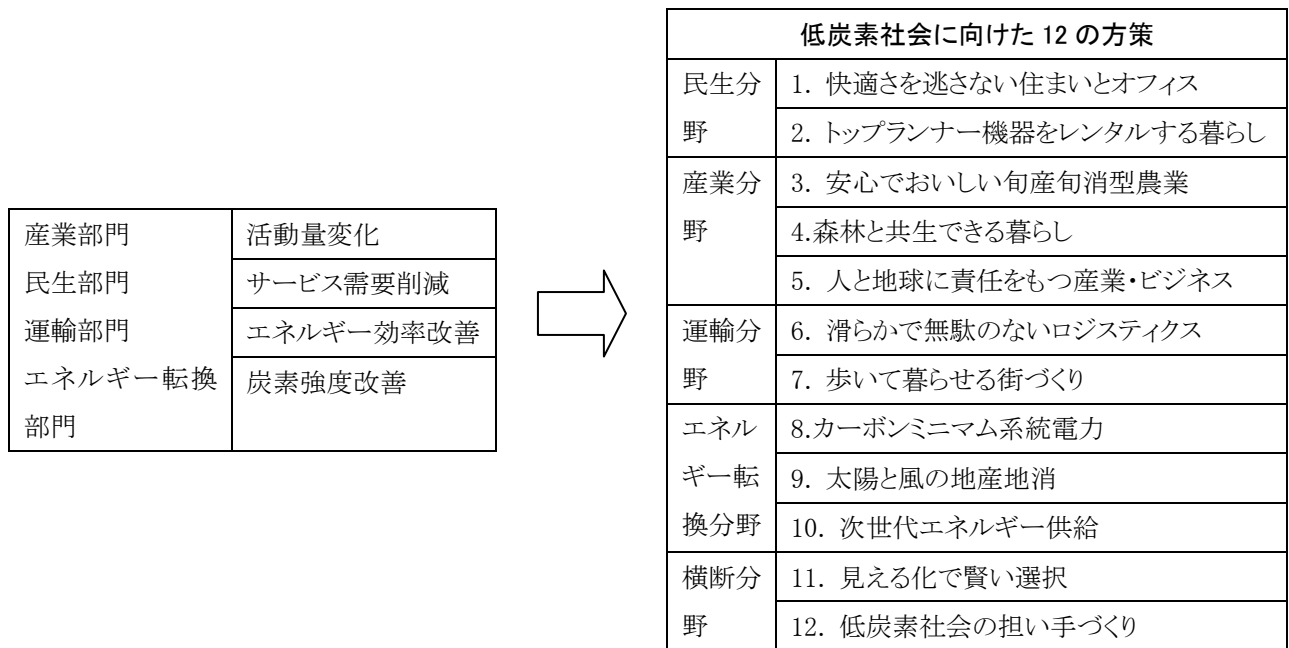 産業部門
民生部門
運輸部門
エネルギー転換
部門
活動量変化
サービス需要削減
エネルギー効率改善
炭素強度改善
低炭素社会に向けた 12 の方策
民生分
野
1. 快適さを逃さない住まいとオフィス
2. トップランナー機器をレンタルする暮らし
産業分
野
3. 安心でおいしい旬産旬消型農業
4.森林と共生できる暮らし
5. 人と地球に責任をもつ産業・ビジネス
運輸分
野
6. 滑らかで無駄のないロジスティクス
7. 歩いて暮らせる街づくり
エネル
ギー転
換分野
8.カーボンミニマム系統電力
9. 太陽と風の地産地消
10. 次世代エネルギー供給
横断分
野
11. 見える化で賢い選択
12. 低炭素社会の担い手づくり